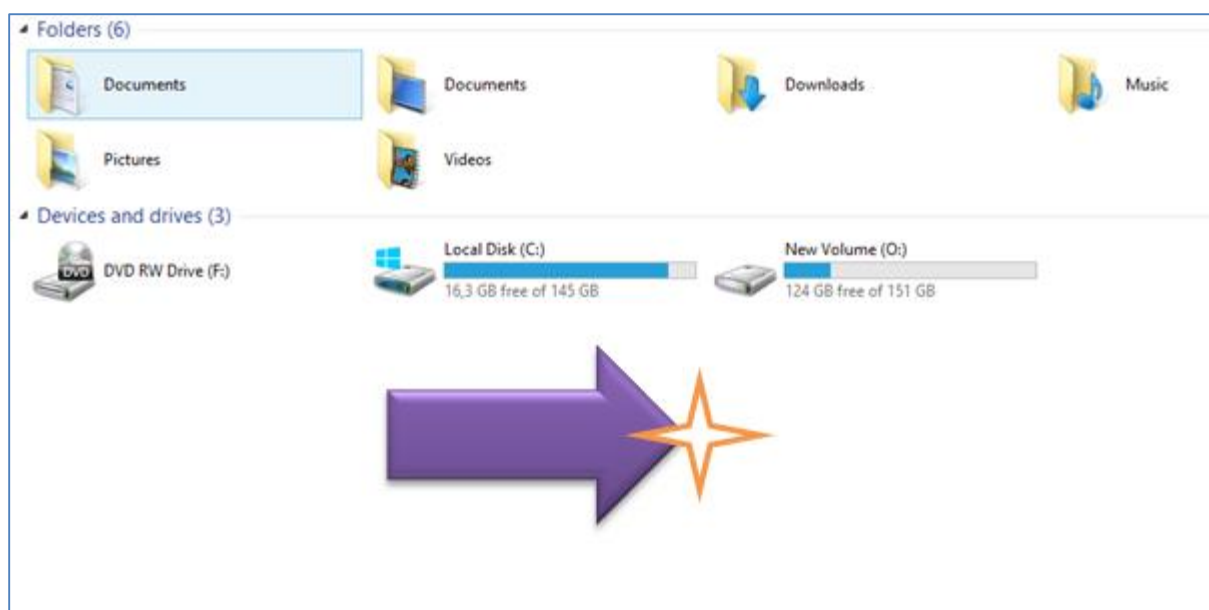 Folders (6)
Documents
Documents
Downloads
Music
Pictures
Videos
Devices and drives (3)
DVD
DVD RW Drive (F:)
Local Disk (C:)
16,3 GB free of 145 GB
New Volume (O:)
124 GB free of 151 GB